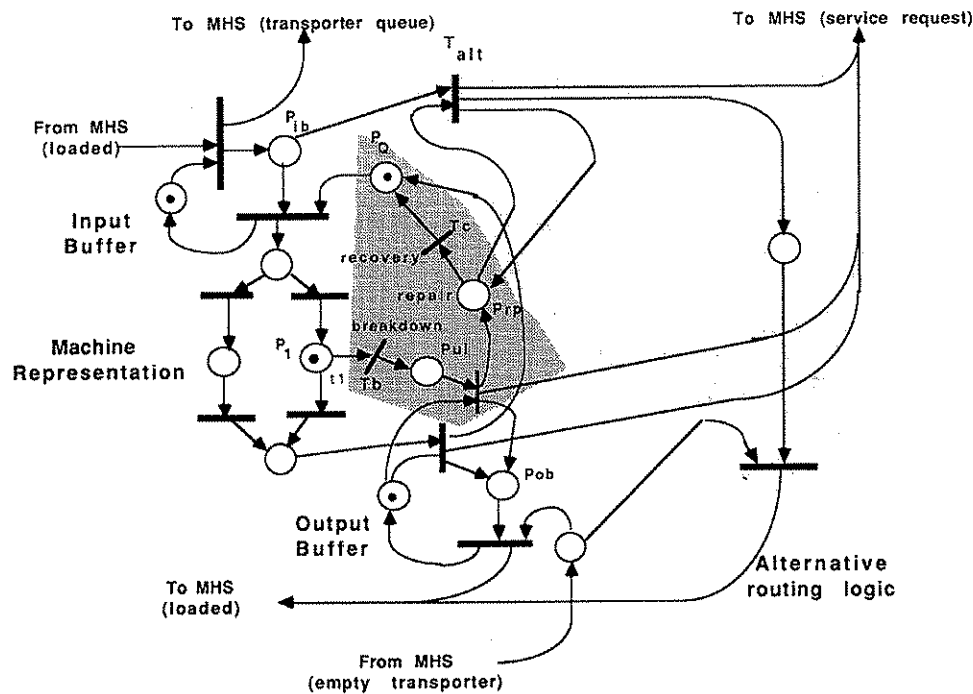 To MHS (transporter queue)
To MHS (service request)
T alt
From MHS
(loaded)
P ib
P Q
Input
Buffer
Tc
recovery
repair
Prp
breakdown
Machine
Representation
P 1
t1
Tb
Pul
Pob
Output
Buffer
Alternative
routing logic
To MHS
(loaded)
From MHS
(empty transporter)